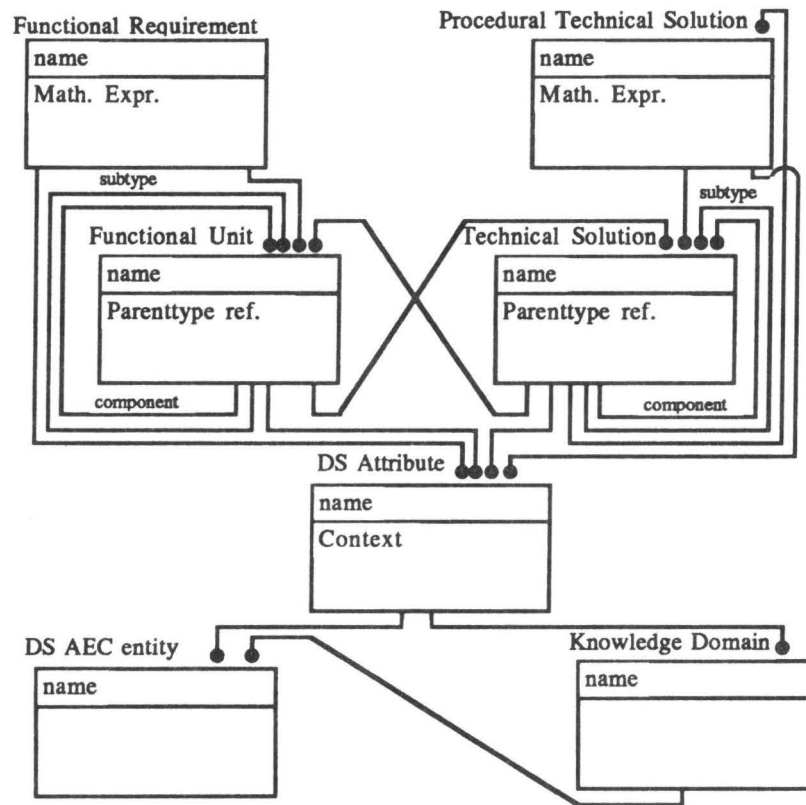 Functional Requirement
Procedural Technical Solution
name
name
Math. Expr.
Math. Expr.
subtype
subtype
Functional Unit
Technical Solution
name
name
Parenttype ref.
Parenttype ref.
component
component
DS Attribute
name
Context
DS AEC entity
Knowledge Domain
name
name